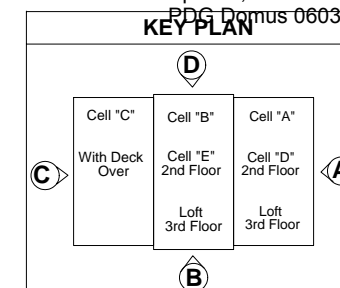 PDG Domus 0603
KEY PLAN
D
Cell "C"
With Deck
Over
Cell "B"
Cell "E"
2nd Floor
Loft
3rd Floor
Cell "A"
Cell "D"
2nd Floor
Loft
3rd Floor
C
A
B